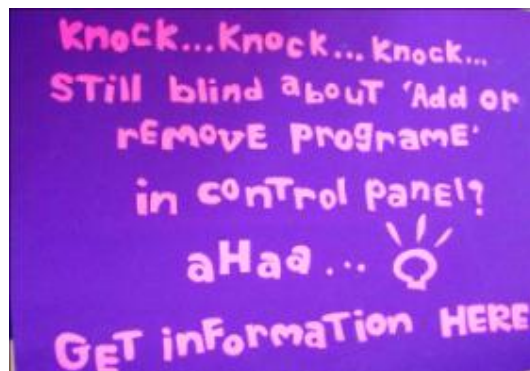 Knock...Knock... Knock...
STill blind aboUT 'Add or
rEMOVE programE'
in conTrol panel?
aHaa...
GET inFormaTion HERE